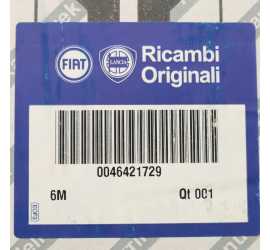 FIAT
LANCIA
Ricambi
Originali
0046421729
6M
Qt 001